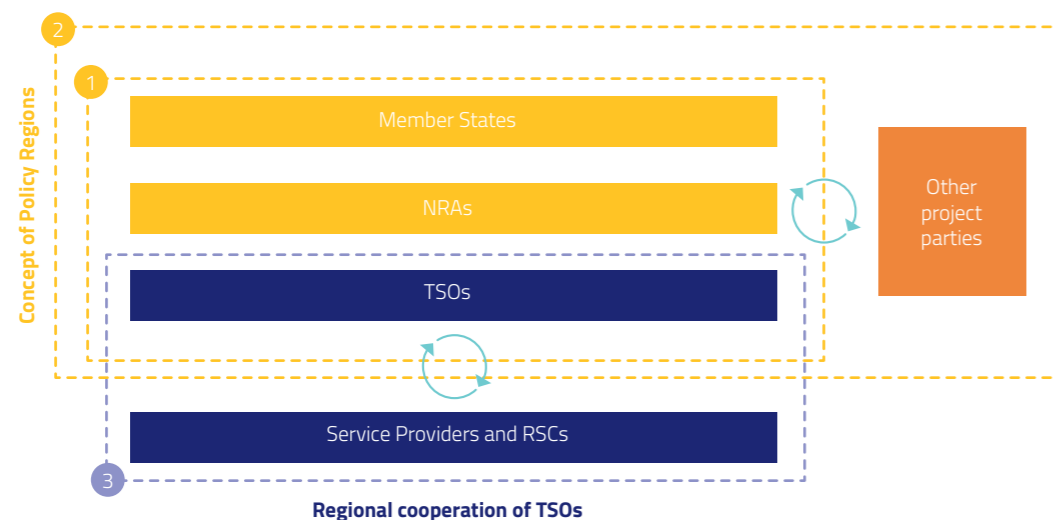 2
1
Concept of Policy Regions
Member States
NRAs
Other
project
parties
TSOs
Service Providers and RSCs
3
Regional cooperation of TSOs